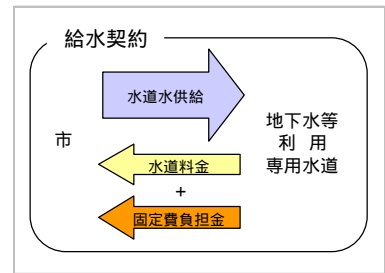 給水契約
水道水供給
市
地下水等
利 用
専用水道
水道料金
+
固定費負担金